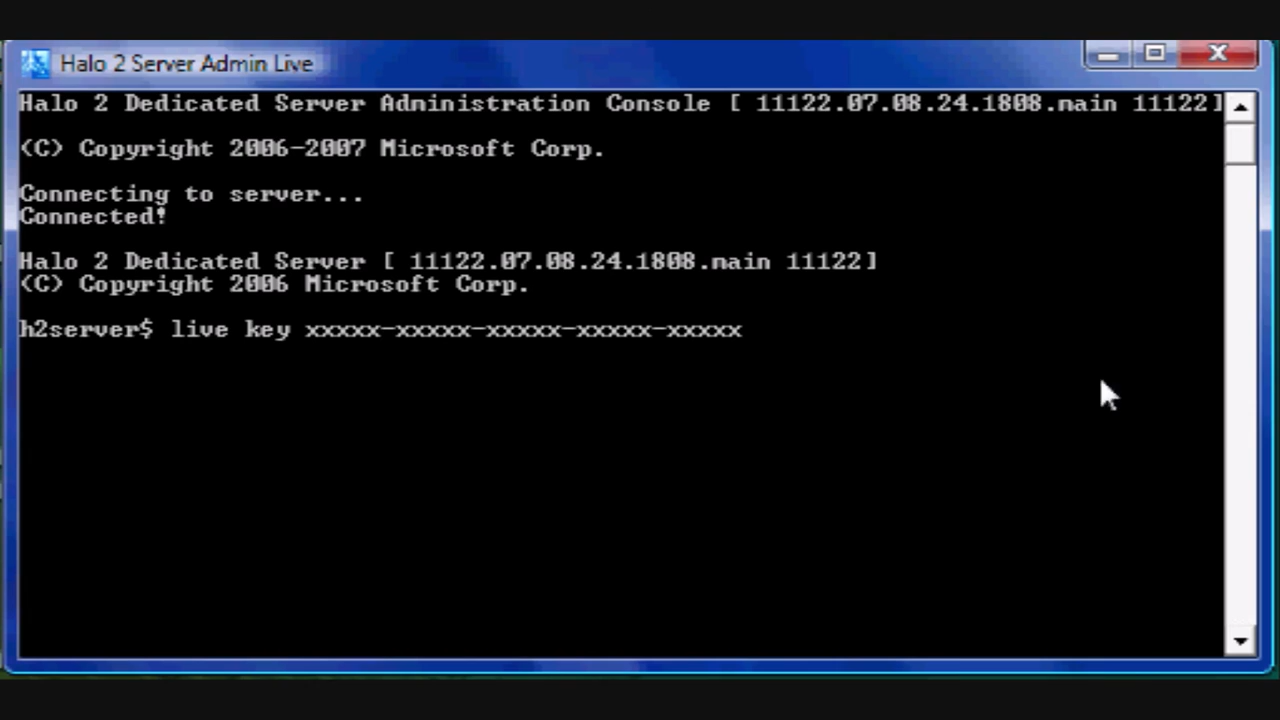 Halo 2 Server Admin Live
Halo 2 Dedicated Server Administration Console [ 11122.07.08.24.1808.main 11122]
(C) Copyright 2006-2007 Microsoft Corp.
Connecting to server...
Connected!
Halo 2 Dedicated Server [ 11122.07.08.24.1808.main 11122]
(C) Copyright 2006 Microsoft Corp.
h2server$ live key xxxxx-xxxxx-xxxxx-xxxxx-xxxxx